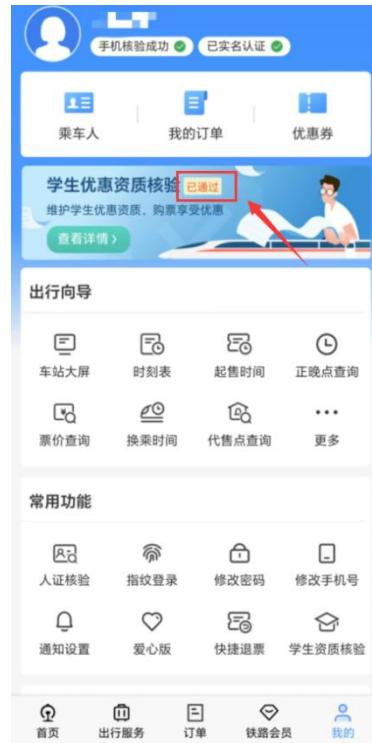 手机核验成功 已实名认证
乘车人 我的订单 优惠券
学生优惠资质核验 已通过
维护学生优惠资质，购票享受优惠
查看详情 >
出行向导
车站大屏 时刻表 起售时间 正晚点查询
票价查询 换乘时间 代售点查询 更多
常用功能
人证核验 指纹登录 修改密码 修改手机号
通知设置 爱心版 快捷退票 学生资质核验
首页 出行服务 订单 铁路会员 我的